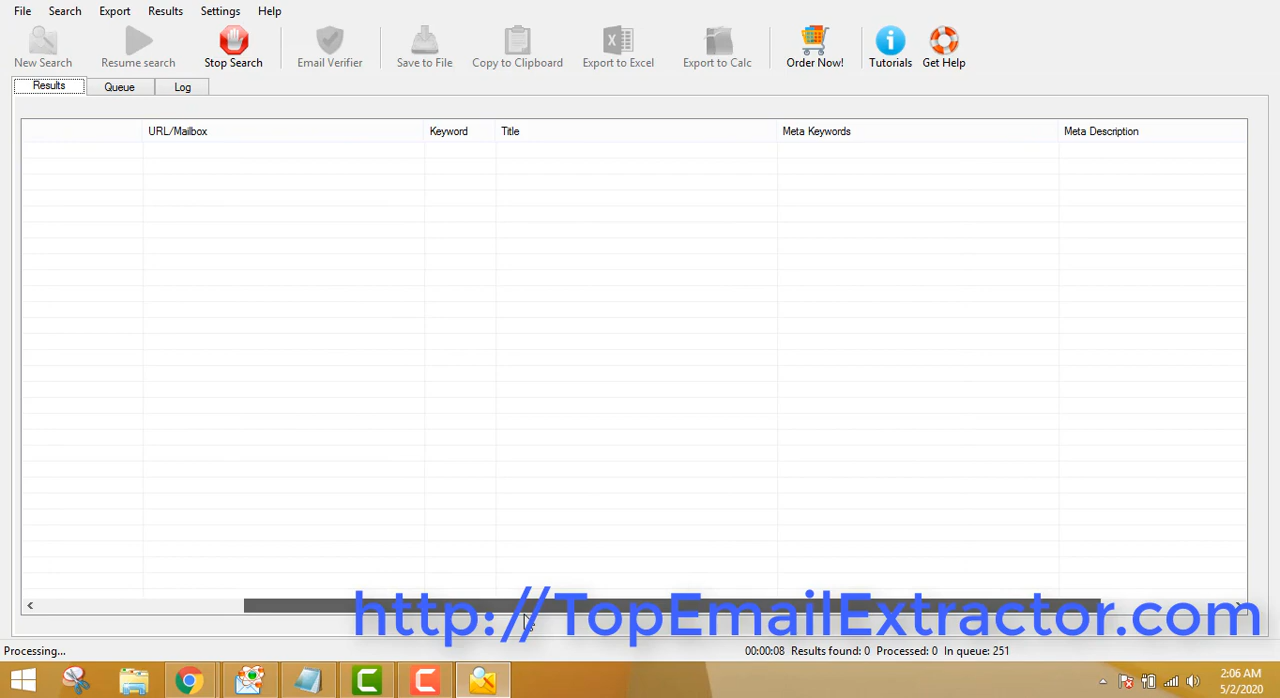 File Search Export Results Settings Help
New Search Resume search Stop Search Email Verifier Save to File Copy to Clipboard Export to Excel Export to Calc Order Now! Tutorials Get Help
Results Queue Log
URL/Mailbox Keyword Title Meta Keywords Meta Description
http://TopEmailExtractor.com
Processing... 00:00:08 Results found: 0 Processed: 0 In queue: 251
2:06 AM
5/2/2020